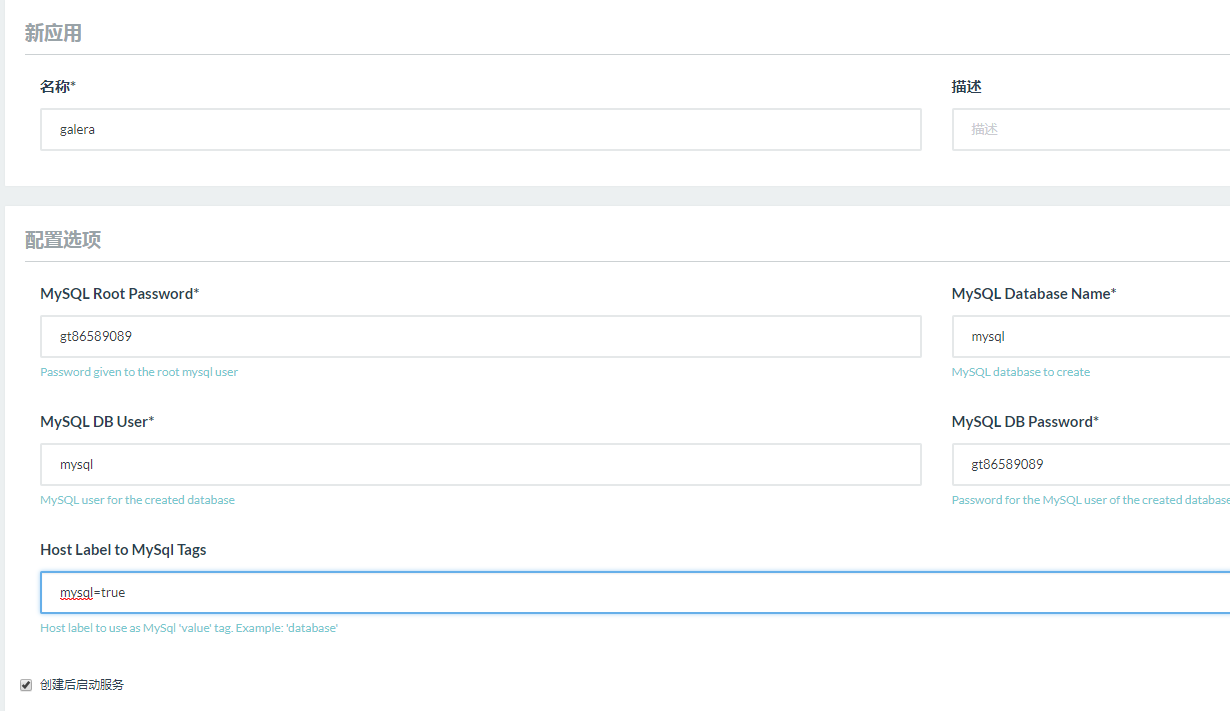 新应用
名称*
描述
galera
描述
配置选项
MySQL Root Password*
MySQL Database Name*
gt86589089
mysql
Password given to the root mysql user
MySQL database to create
MySQL DB User*
MySQL DB Password*
mysql
gt86589089
MySQL user for the created database
Password for the MySQL user of the created database
Host Label to MySql Tags
mysql=true
Host label to use as MySql 'value' tag. Example: 'database'
创建后启动服务